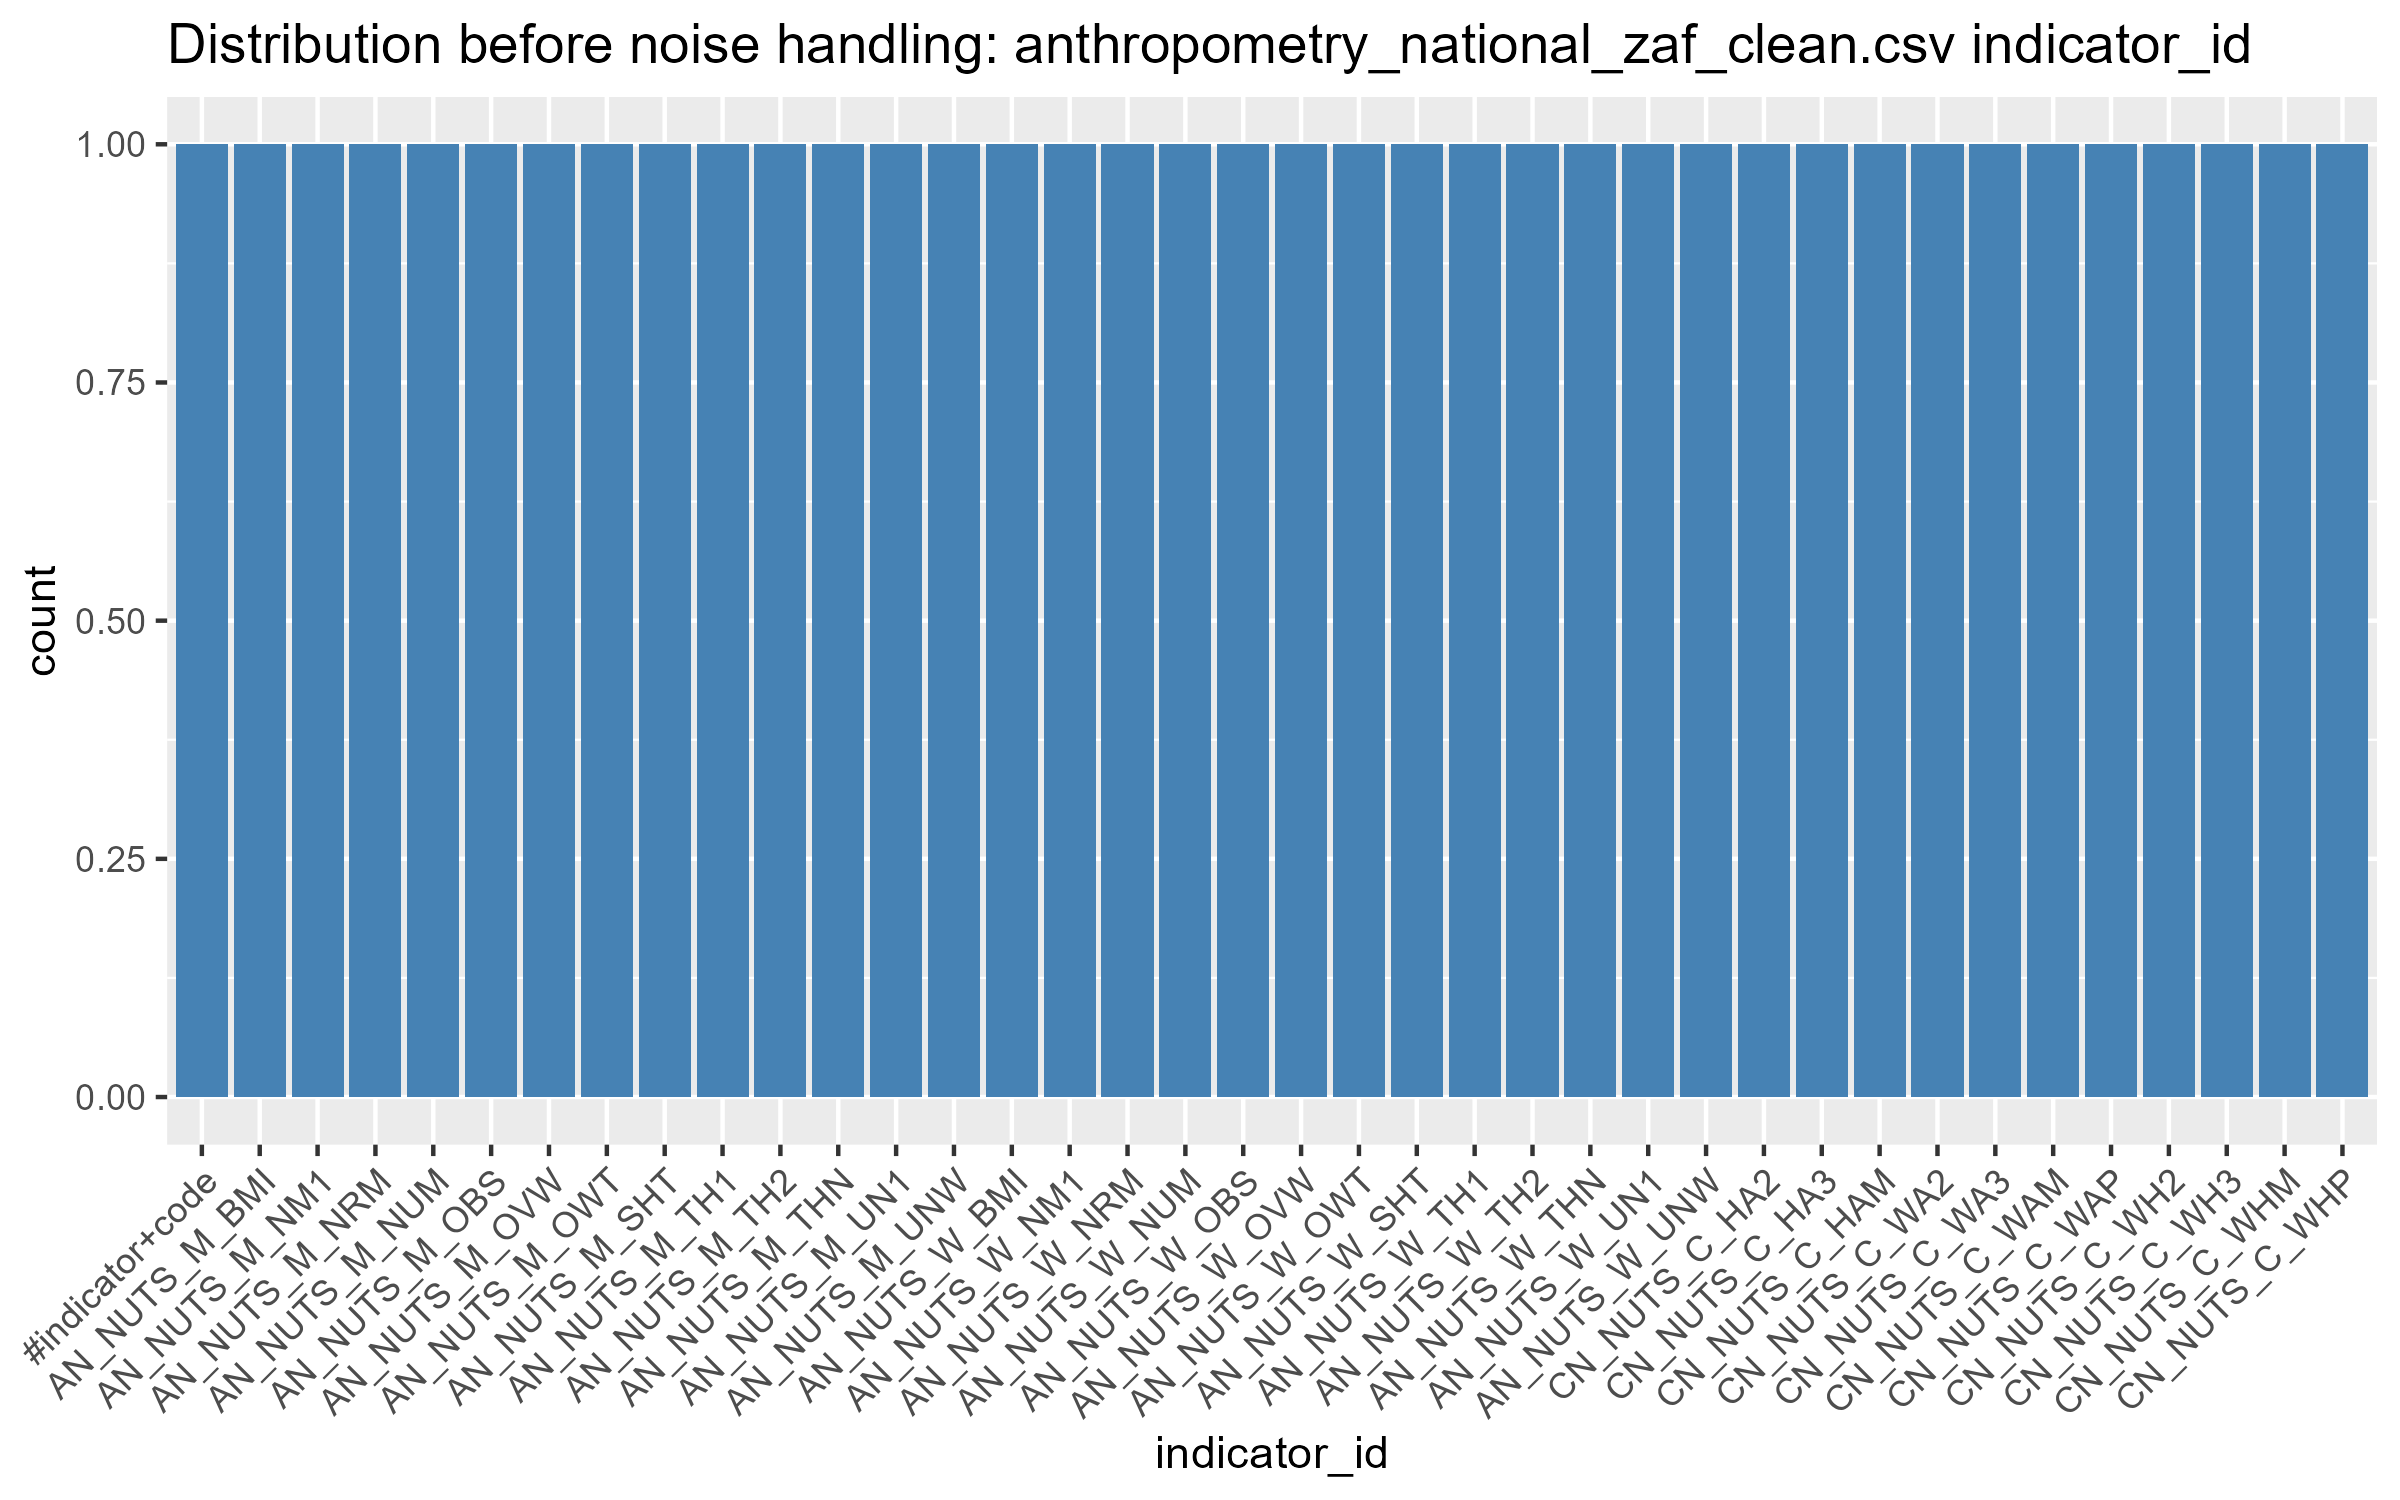 Distribution before noise handling: anthropometry_national_zaf_clean.csv indicator_id
count
1.00
0.75
0.50
0.25
0.00
#indicator+code
AN_NUTS_M_BMI
AN_NUTS_M_NM1
AN_NUTS_M_NRM
AN_NUTS_M_NUM
AN_NUTS_M_OBS
AN_NUTS_M_OVW
AN_NUTS_M_OWT
AN_NUTS_M_SHT
AN_NUTS_M_TH1
AN_NUTS_M_TH2
AN_NUTS_M_THN
AN_NUTS_M_UN1
AN_NUTS_M_UNW
AN_NUTS_W_BMI
AN_NUTS_W_NM1
AN_NUTS_W_NRM
AN_NUTS_W_NUM
AN_NUTS_W_OBS
AN_NUTS_W_OVW
AN_NUTS_W_OWT
AN_NUTS_W_SHT
AN_NUTS_W_TH1
AN_NUTS_W_TH2
AN_NUTS_W_THN
AN_NUTS_W_UN1
AN_NUTS_W_UNW
CN_NUTS_C_HA2
CN_NUTS_C_HA3
CN_NUTS_C_HAM
CN_NUTS_C_WA2
CN_NUTS_C_WA3
CN_NUTS_C_WAM
CN_NUTS_C_WAP
CN_NUTS_C_WH2
CN_NUTS_C_WH3
CN_NUTS_C_WHM
CN_NUTS_C_WHP
indicator_id